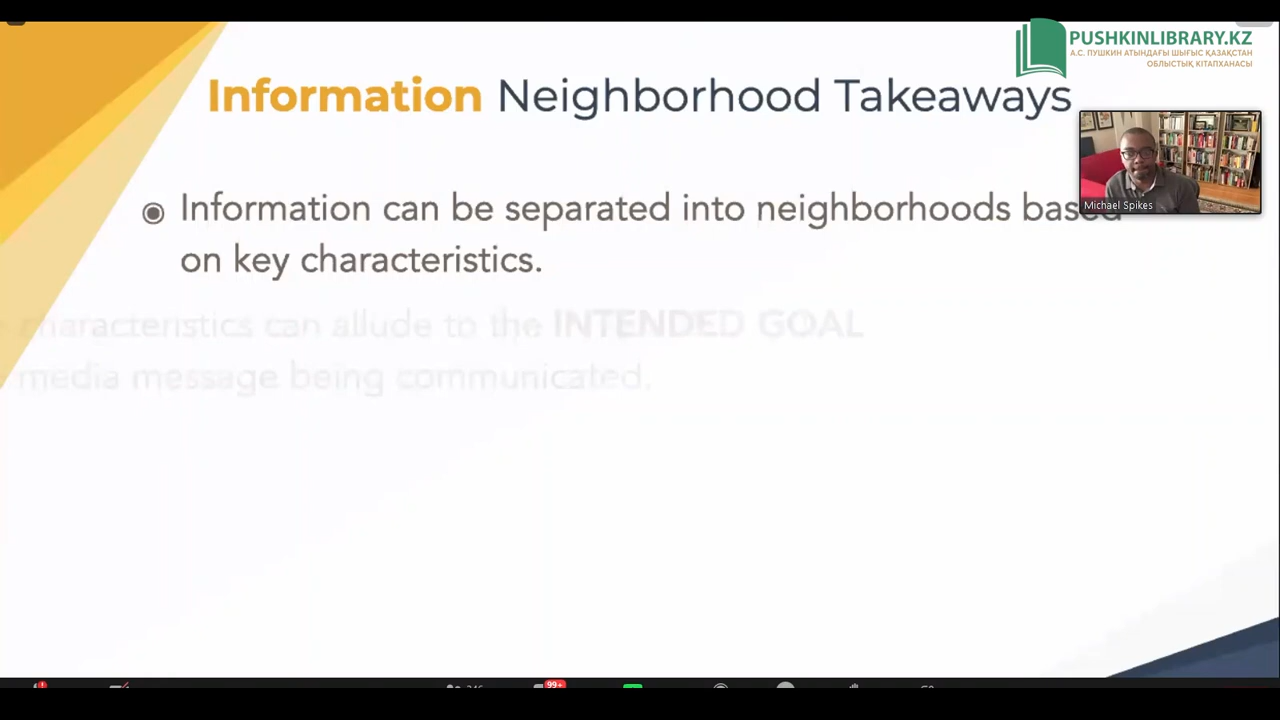 PUSHKINLIBRARY.KZ
А.С. ПУШКИН АТЫНДАҒЫ ШЫҒЫС ҚАЗАҚСТАН
ОБЛЫСТЫҚ КІТАПХАНАСЫ
Information Neighborhood Takeaways
Information can be separated into neighborhoods based
on key characteristics.
Michael Spikes
characteristics can allude to the INTENDED GOAL
media message being communicated.
99+